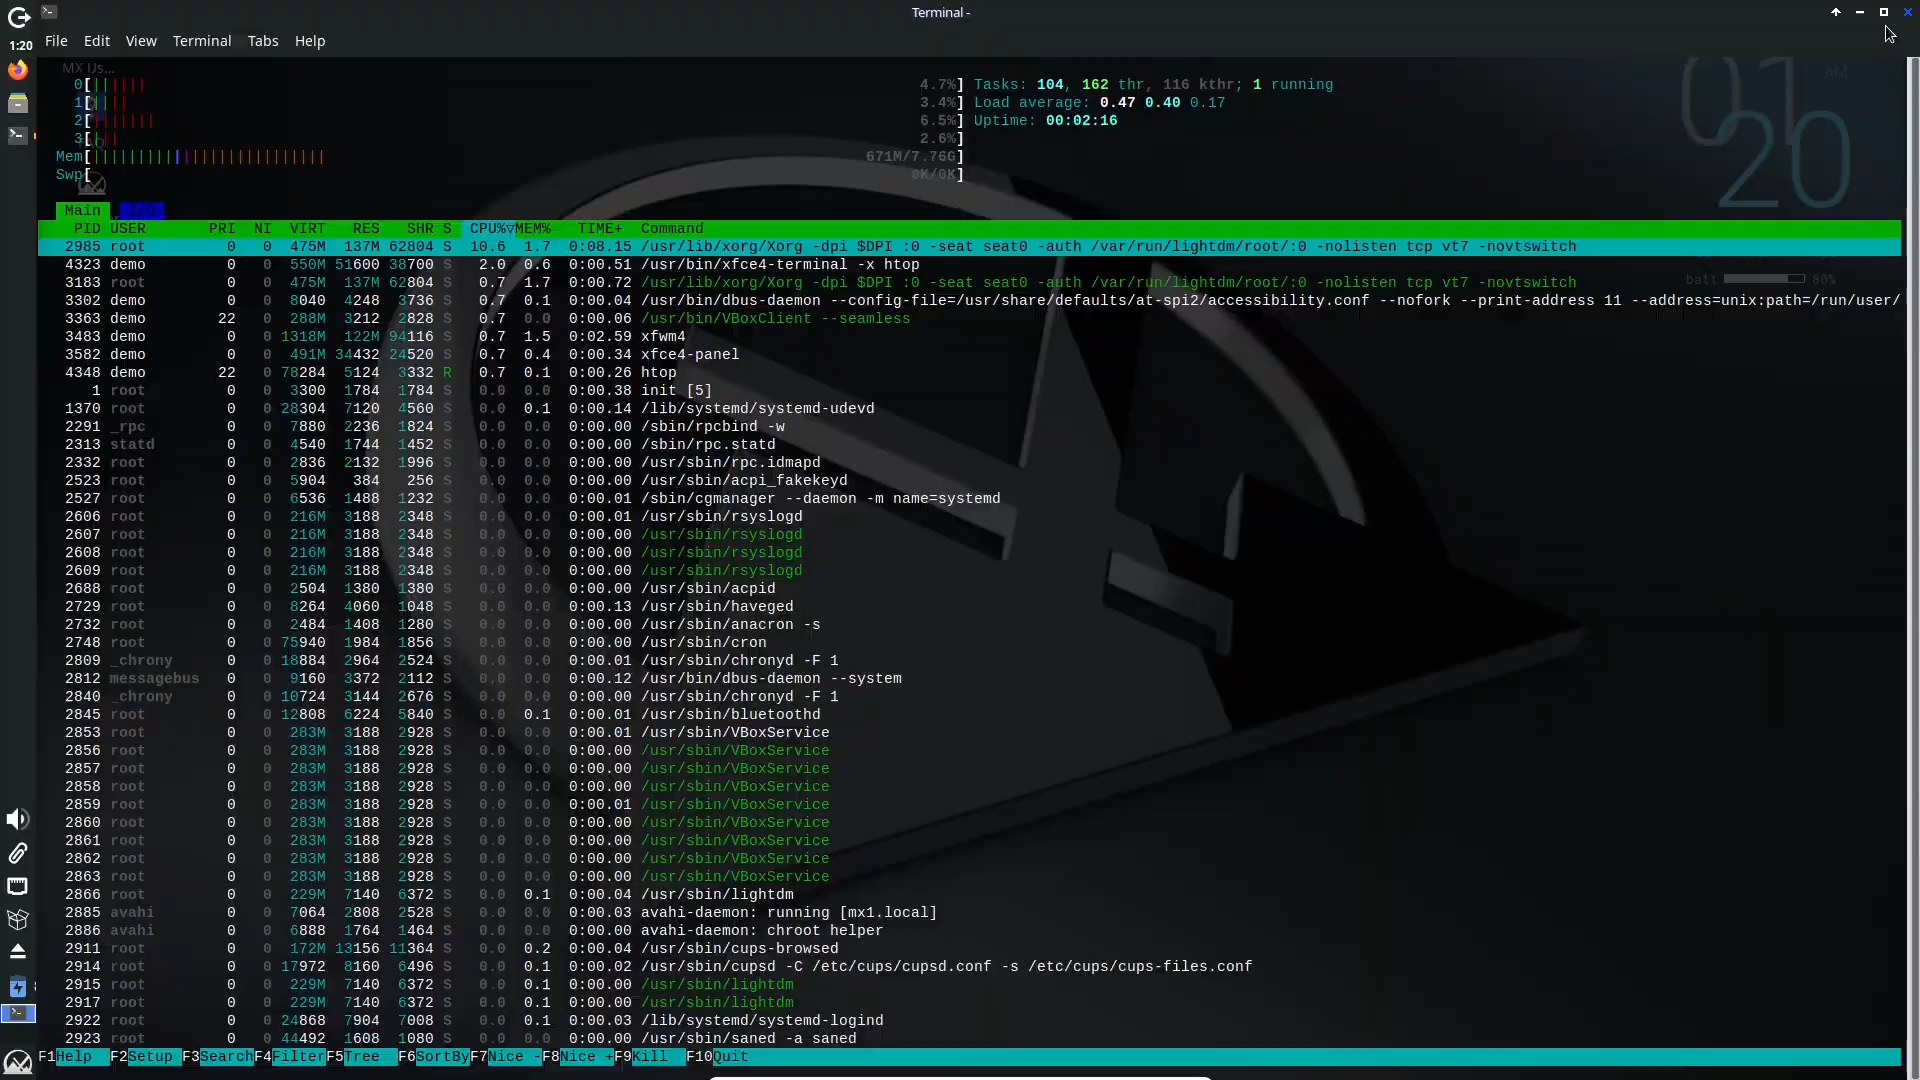 Terminal -
1:20
File Edit View Terminal Tabs Help
MX Us...
FAQ
0[ 4.7%] Tasks: 104, 162 thr, 116 kthr; 1 running
1[ 3.4%] Load average: 0.47 0.40 0.17
2[ 6.5%] Uptime: 00:02:16
3[ 2.6%]
Mem[ 671M/7.76G]
Swp[ 0K/0K]
01 AM
20
batt 80%
Main
PID USER PRI NI VIRT RES SHR S CPU%▽MEM% TIME+ Command
2985 root 0 0 475M 137M 62804 S 10.6 1.7 0:08.15 /usr/lib/xorg/Xorg -dpi $DPI :0 -seat seat0 -auth /var/run/lightdm/root/:0 -nolisten tcp vt7 -novtswitch
4323 demo 0 0 550M 51600 38700 S 2.0 0.6 0:00.51 /usr/bin/xfce4-terminal -x htop
3183 root 0 0 475M 137M 62804 S 0.7 1.7 0:00.72 /usr/lib/xorg/Xorg -dpi $DPI :0 -seat seat0 -auth /var/run/lightdm/root/:0 -nolisten tcp vt7 -novtswitch
3302 demo 0 0 8040 4248 3736 S 0.7 0.1 0:00.04 /usr/bin/dbus-daemon --config-file=/usr/share/defaults/at-spi2/accessibility.conf --nofork --print-address 11 --address=unix:path=/run/user/
3363 demo 22 0 288M 3212 2828 S 0.7 0.0 0:00.06 /usr/bin/VBoxClient --seamless
3483 demo 0 0 1318M 122M 94116 S 0.7 1.5 0:02.59 xfwm4
3582 demo 0 0 491M 34432 24520 S 0.7 0.4 0:00.34 xfce4-panel
4348 demo 22 0 78284 5124 3332 R 0.7 0.1 0:00.26 htop
1 root 0 0 3300 1784 1784 S 0.0 0.0 0:00.38 init [5]
1370 root 0 0 28304 7120 4560 S 0.0 0.1 0:00.14 /lib/systemd/systemd-udevd
2291 _rpc 0 0 7880 2236 1824 S 0.0 0.0 0:00.00 /sbin/rpcbind -w
2313 statd 0 0 4540 1744 1452 S 0.0 0.0 0:00.00 /sbin/rpc.statd
2332 root 0 0 2836 2132 1996 S 0.0 0.0 0:00.00 /usr/sbin/rpc.idmapd
2523 root 0 0 5904 384 256 S 0.0 0.0 0:00.00 /usr/sbin/acpi_fakekeyd
2527 root 0 0 6536 1488 1232 S 0.0 0.0 0:00.01 /sbin/cgmanager --daemon -m name=systemd
2606 root 0 0 216M 3188 2348 S 0.0 0.0 0:00.01 /usr/sbin/rsyslogd
2607 root 0 0 216M 3188 2348 S 0.0 0.0 0:00.00 /usr/sbin/rsyslogd
2608 root 0 0 216M 3188 2348 S 0.0 0.0 0:00.00 /usr/sbin/rsyslogd
2609 root 0 0 216M 3188 2348 S 0.0 0.0 0:00.00 /usr/sbin/rsyslogd
2688 root 0 0 2504 1380 1380 S 0.0 0.0 0:00.00 /usr/sbin/acpid
2729 root 0 0 8264 4060 1048 S 0.0 0.0 0:00.13 /usr/sbin/haveged
2732 root 0 0 2484 1408 1280 S 0.0 0.0 0:00.00 /usr/sbin/anacron -s
2748 root 0 0 75940 1984 1856 S 0.0 0.0 0:00.00 /usr/sbin/cron
2809 _chrony 0 0 18884 2964 2524 S 0.0 0.0 0:00.01 /usr/sbin/chronyd -F 1
2812 messagebus 0 0 9160 3372 2112 S 0.0 0.0 0:00.12 /usr/bin/dbus-daemon --system
2840 _chrony 0 0 10724 3144 2676 S 0.0 0.0 0:00.00 /usr/sbin/chronyd -F 1
2845 root 0 0 12808 6224 5840 S 0.0 0.1 0:00.01 /usr/sbin/bluetoothd
2853 root 0 0 283M 3188 2928 S 0.0 0.0 0:00.01 /usr/sbin/VBoxService
2856 root 0 0 283M 3188 2928 S 0.0 0.0 0:00.00 /usr/sbin/VBoxService
2857 root 0 0 283M 3188 2928 S 0.0 0.0 0:00.00 /usr/sbin/VBoxService
2858 root 0 0 283M 3188 2928 S 0.0 0.0 0:00.00 /usr/sbin/VBoxService
2859 root 0 0 283M 3188 2928 S 0.0 0.0 0:00.01 /usr/sbin/VBoxService
2860 root 0 0 283M 3188 2928 S 0.0 0.0 0:00.00 /usr/sbin/VBoxService
2861 root 0 0 283M 3188 2928 S 0.0 0.0 0:00.00 /usr/sbin/VBoxService
2862 root 0 0 283M 3188 2928 S 0.0 0.0 0:00.00 /usr/sbin/VBoxService
2863 root 0 0 283M 3188 2928 S 0.0 0.0 0:00.00 /usr/sbin/VBoxService
2866 root 0 0 229M 7140 6372 S 0.0 0.1 0:00.04 /usr/sbin/lightdm
2885 avahi 0 0 7064 2808 2528 S 0.0 0.0 0:00.03 avahi-daemon: running [mx1.local]
2886 avahi 0 0 6888 1764 1464 S 0.0 0.0 0:00.00 avahi-daemon: chroot helper
2911 root 0 0 172M 13156 11364 S 0.0 0.2 0:00.04 /usr/sbin/cups-browsed
2914 root 0 0 17972 8160 6496 S 0.0 0.1 0:00.02 /usr/sbin/cupsd -C /etc/cups/cupsd.conf -s /etc/cups/cups-files.conf
2915 root 0 0 229M 7140 6372 S 0.0 0.1 0:00.00 /usr/sbin/lightdm
2917 root 0 0 229M 7140 6372 S 0.0 0.1 0:00.00 /usr/sbin/lightdm
2922 root 0 0 24868 7904 7008 S 0.0 0.1 0:00.03 /lib/systemd/systemd-logind
2923 root 0 0 44492 1608 1080 S 0.0 0.0 0:00.00 /usr/sbin/saned -a saned
F1Help F2Setup F3SearchF4FilterF5Tree F6SortByF7Nice -F8Nice +F9Kill F10Quit